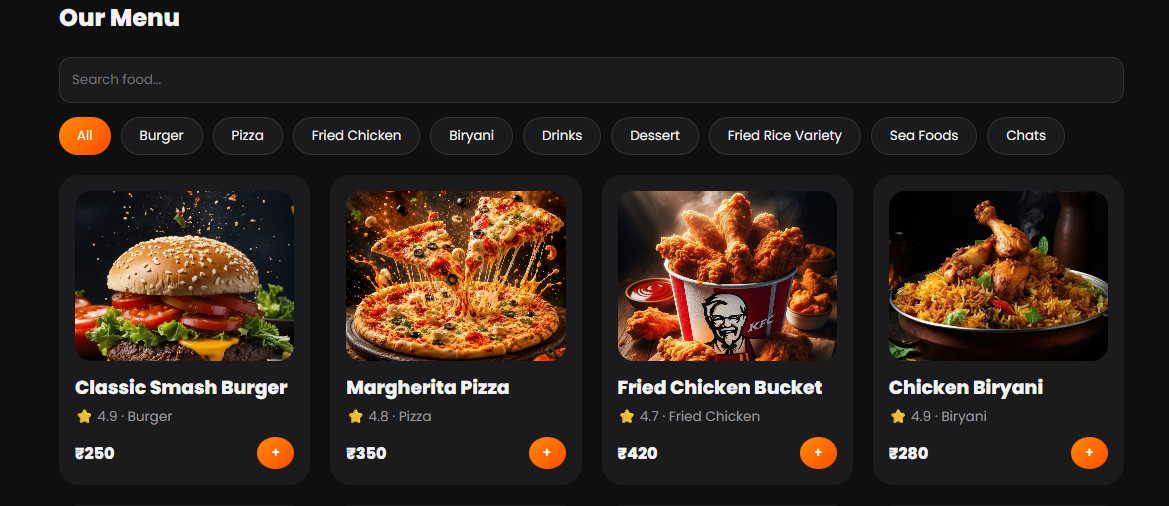 Our Menu
Search food...
All Burger Pizza Fried Chicken Biryani Drinks Dessert Fried Rice Variety Sea Foods Chats
KFC
Classic Smash Burger Margherita Pizza Fried Chicken Bucket Chicken Biryani
⭐ 4.9 · Burger ⭐ 4.8 · Pizza ⭐ 4.7 · Fried Chicken ⭐ 4.9 · Biryani
₹250 + ₹350 + ₹420 + ₹280 +